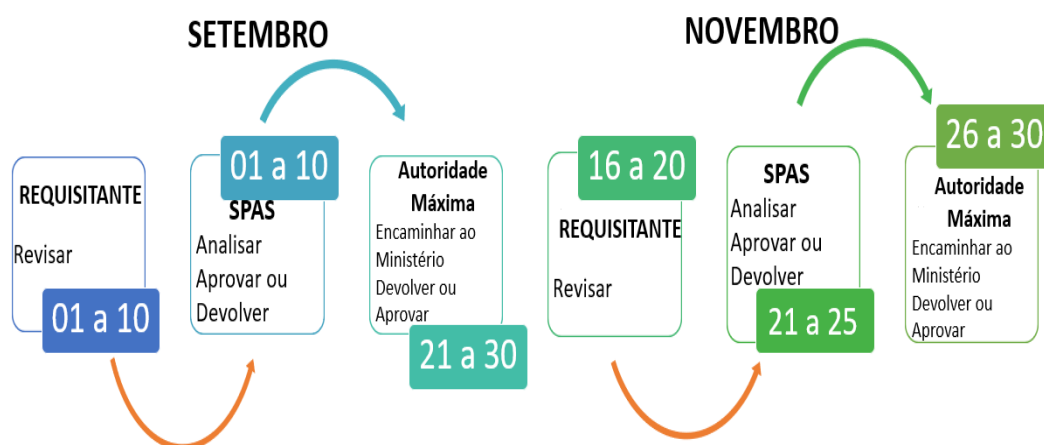 SETEMBRO
REQUISITANTE
Revisar
01 a 10
01 a 10
SPAS
Analisar
Aprovar ou
Devolver
Autoridade
Máxima
Encaminhar ao
Ministério
Devolver ou
Aprovar
21 a 30
NOVEMBRO
16 a 20
REQUISITANTE
Revisar
SPAS
Analisar
Aprovar ou
Devolver
21 a 25
26 a 30
Autoridade
Máxima
Encaminhar ao
Ministério
Devolver ou
Aprovar